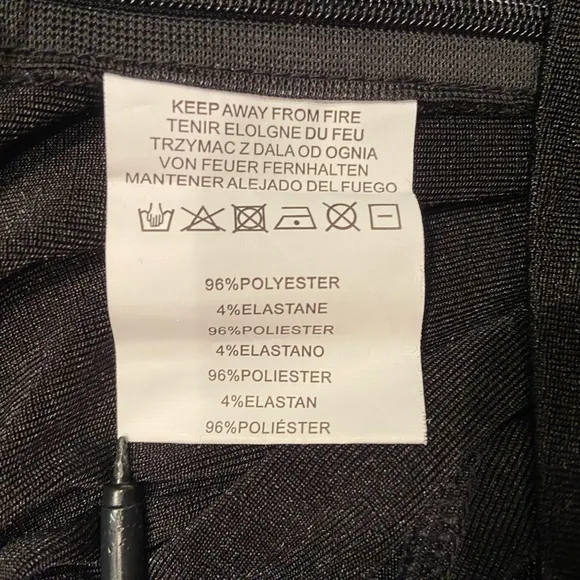 KEEP AWAY FROM FIRE
TENIR ELOLGNE DU FEU
TRZYMAC Z DALA OD OGNIA
VON FEUER FERNHALTEN
MANTENER ALEJADO DEL FUEGO
96%POLYESTER
4%ELASTANE
96%POLIESTER
4%ELASTANO
96%POLIESTER
4%ELASTAN
96%POLIÉSTER